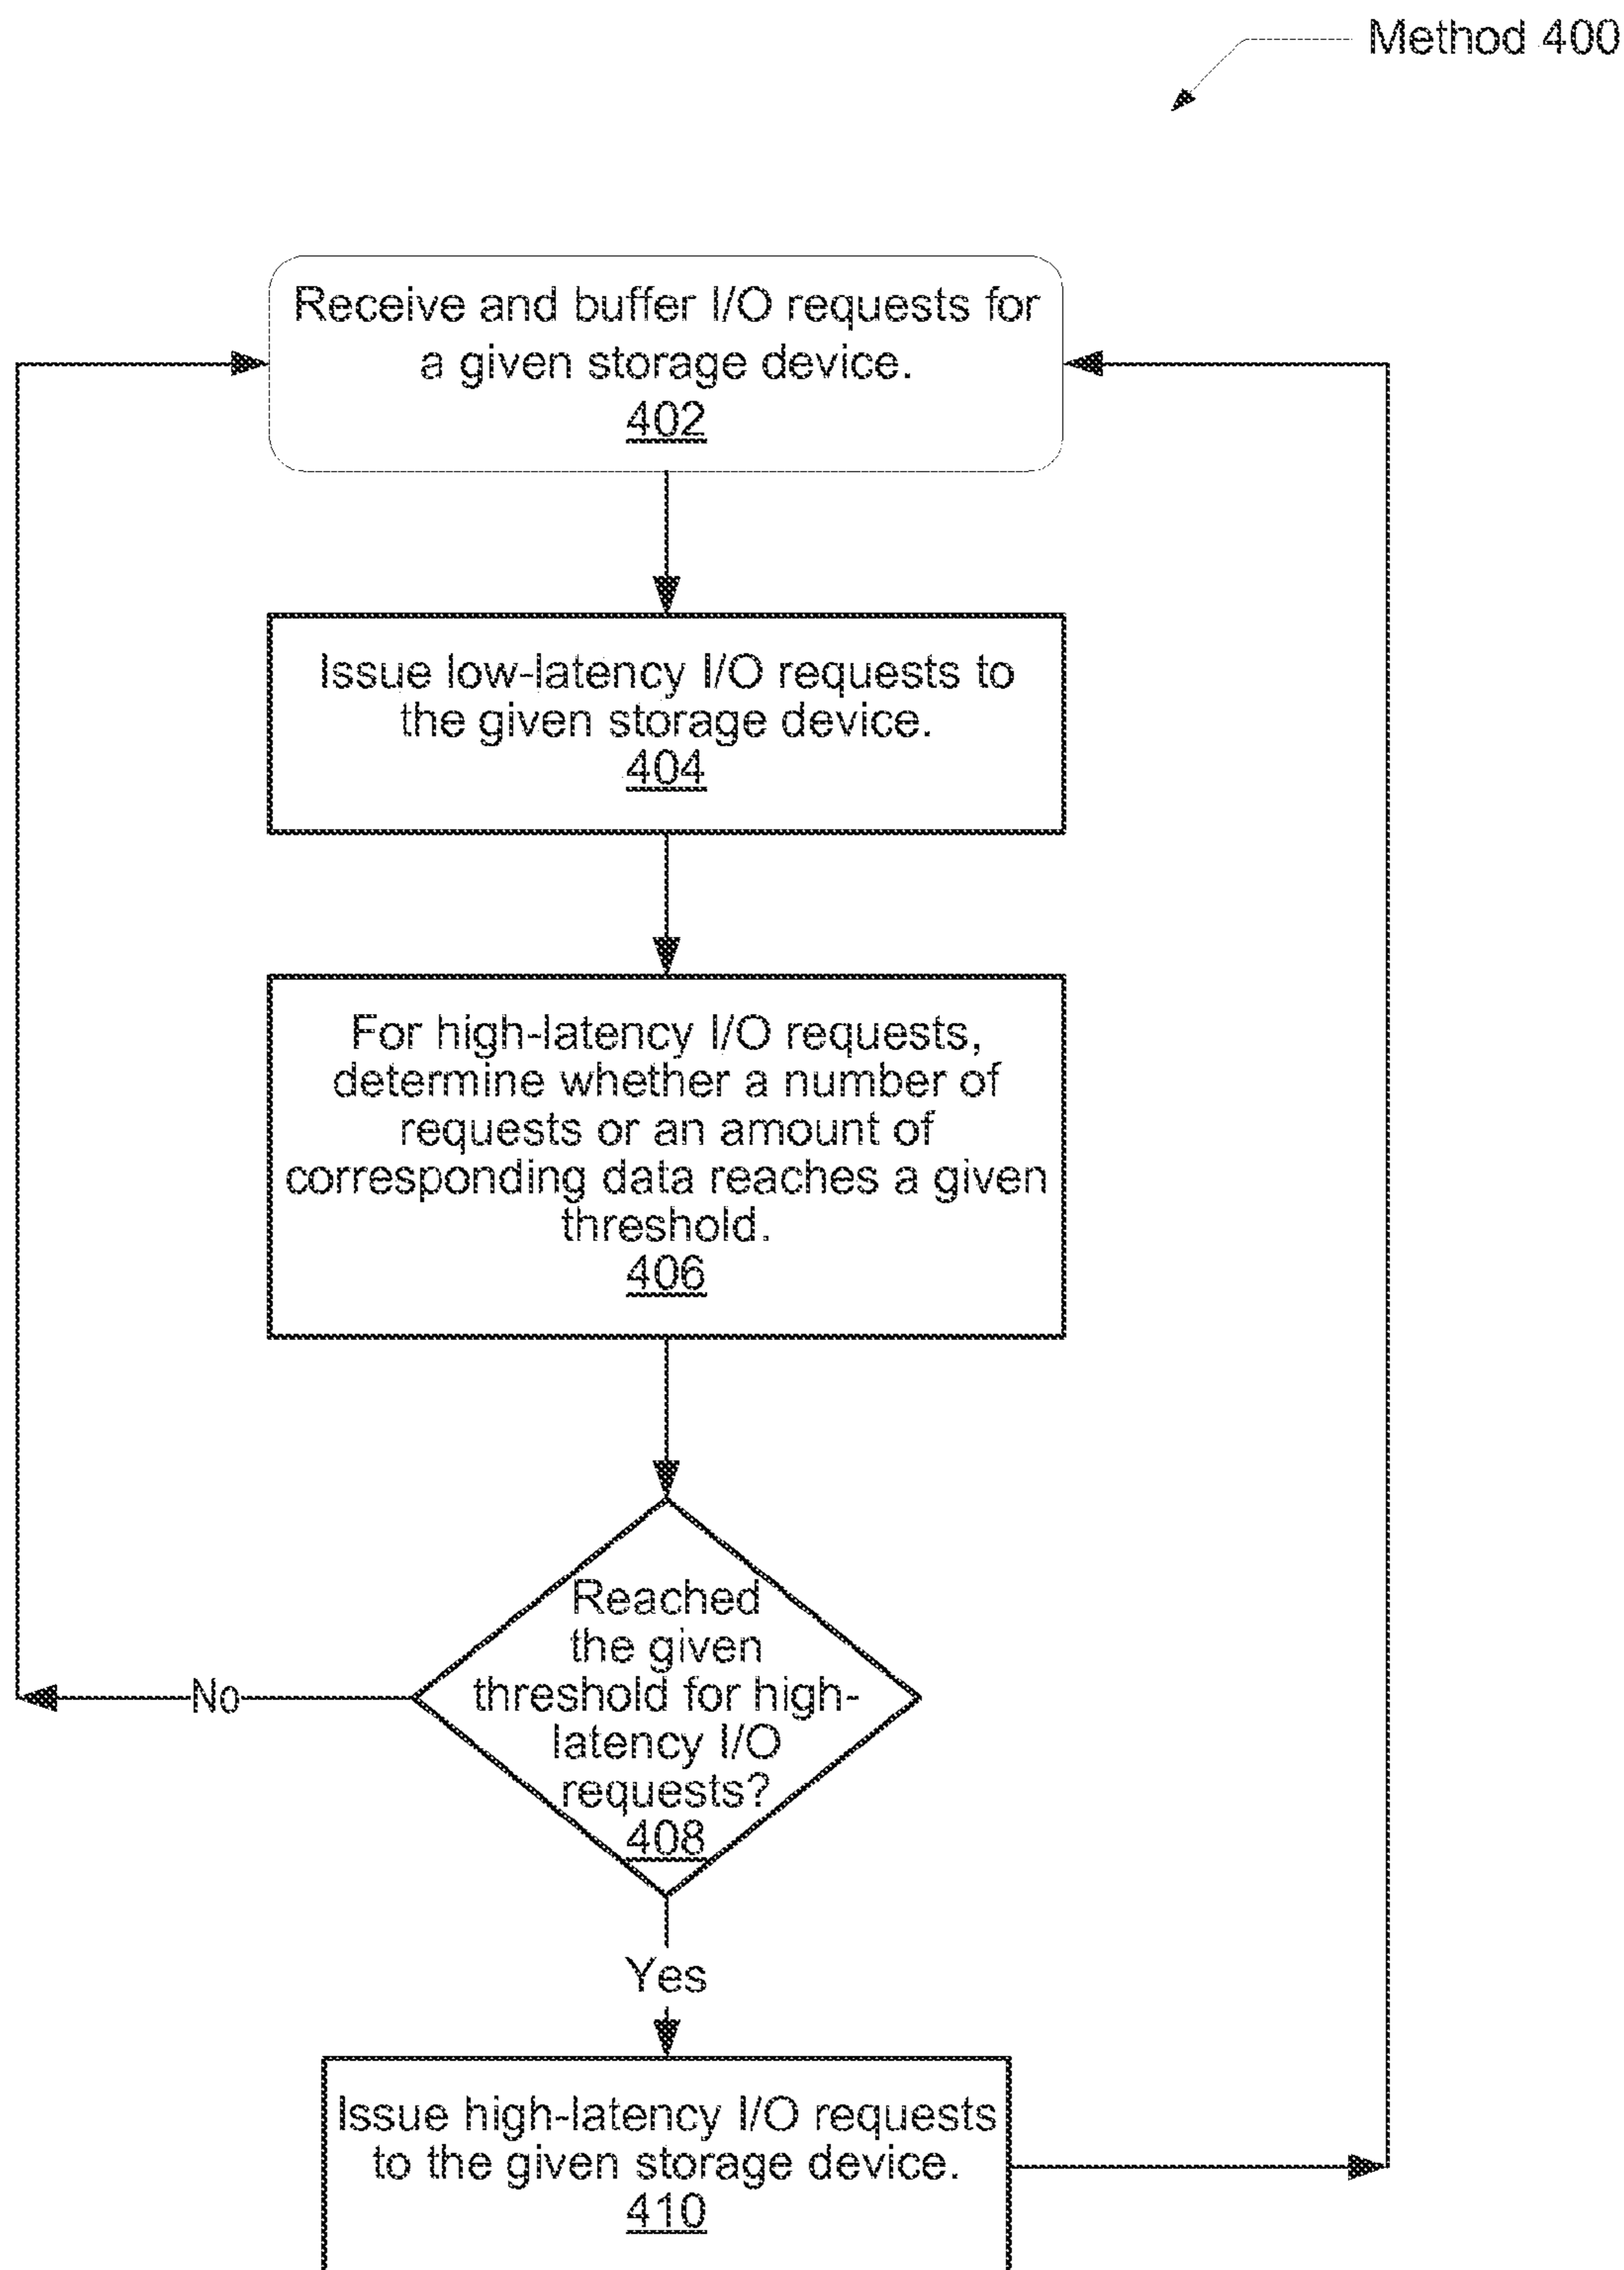 Method 400
Receive and buffer I/O requests for
a given storage device.
402
Issue low-latency I/O requests to
the given storage device.
404
For high-latency I/O requests,
determine whether a number of
requests or an amount of
corresponding data reaches a given
threshold.
406
Reached
the given
threshold for high-
latency I/O
requests?
408
No
Yes
Issue high-latency I/O requests
to the given storage device.
410